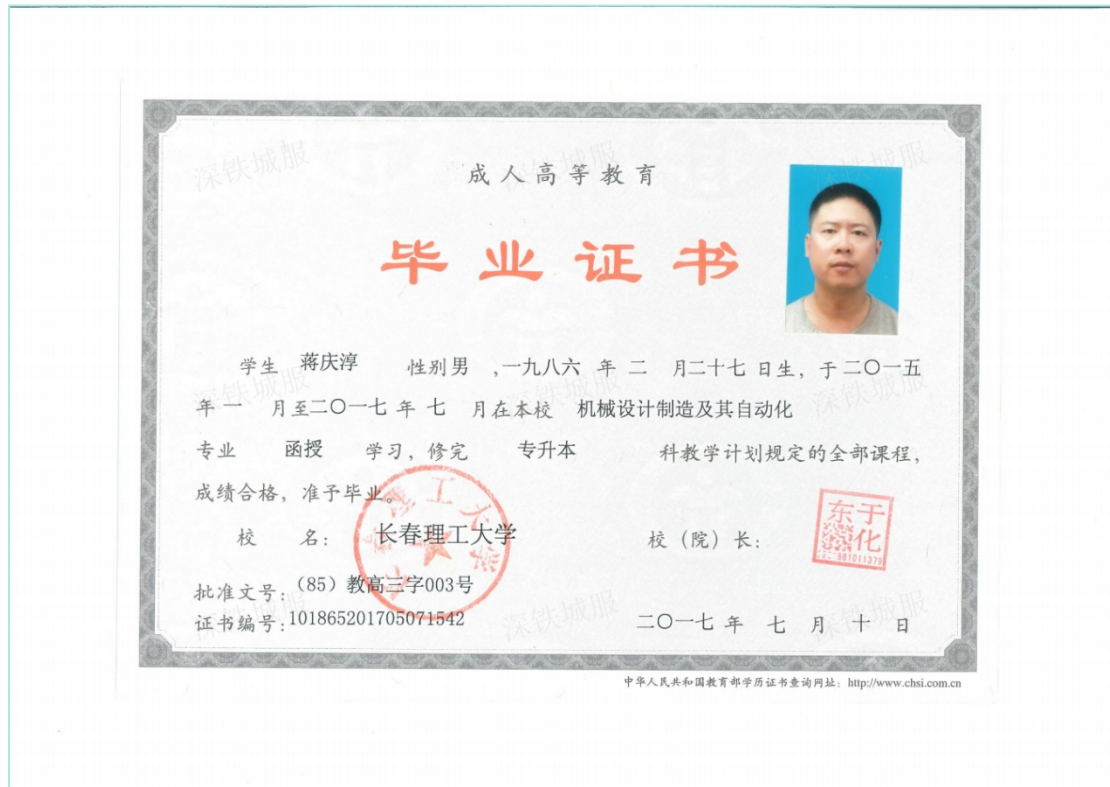 成人高等教育
毕业证书
学生 蒋庆淳 性别 男 ,一九八六 年 二 月二十七 日生, 于二〇一五
年 一 月至二〇一七 年 七 月在本校 机械设计制造及其自动化
专业 函授 学习, 修完 专升本 科教学计划规定的全部课程,
成绩合格, 准予毕业。
校 名: 长春理工大学
校（院）长: 于化东
批准文号: （85）教高三字003号
证书编号: 101865201705071542
二〇一七 年 七 月 十 日
中华人民共和国教育部学历证书查询网址: http://www.chsi.com.cn
深铁城服